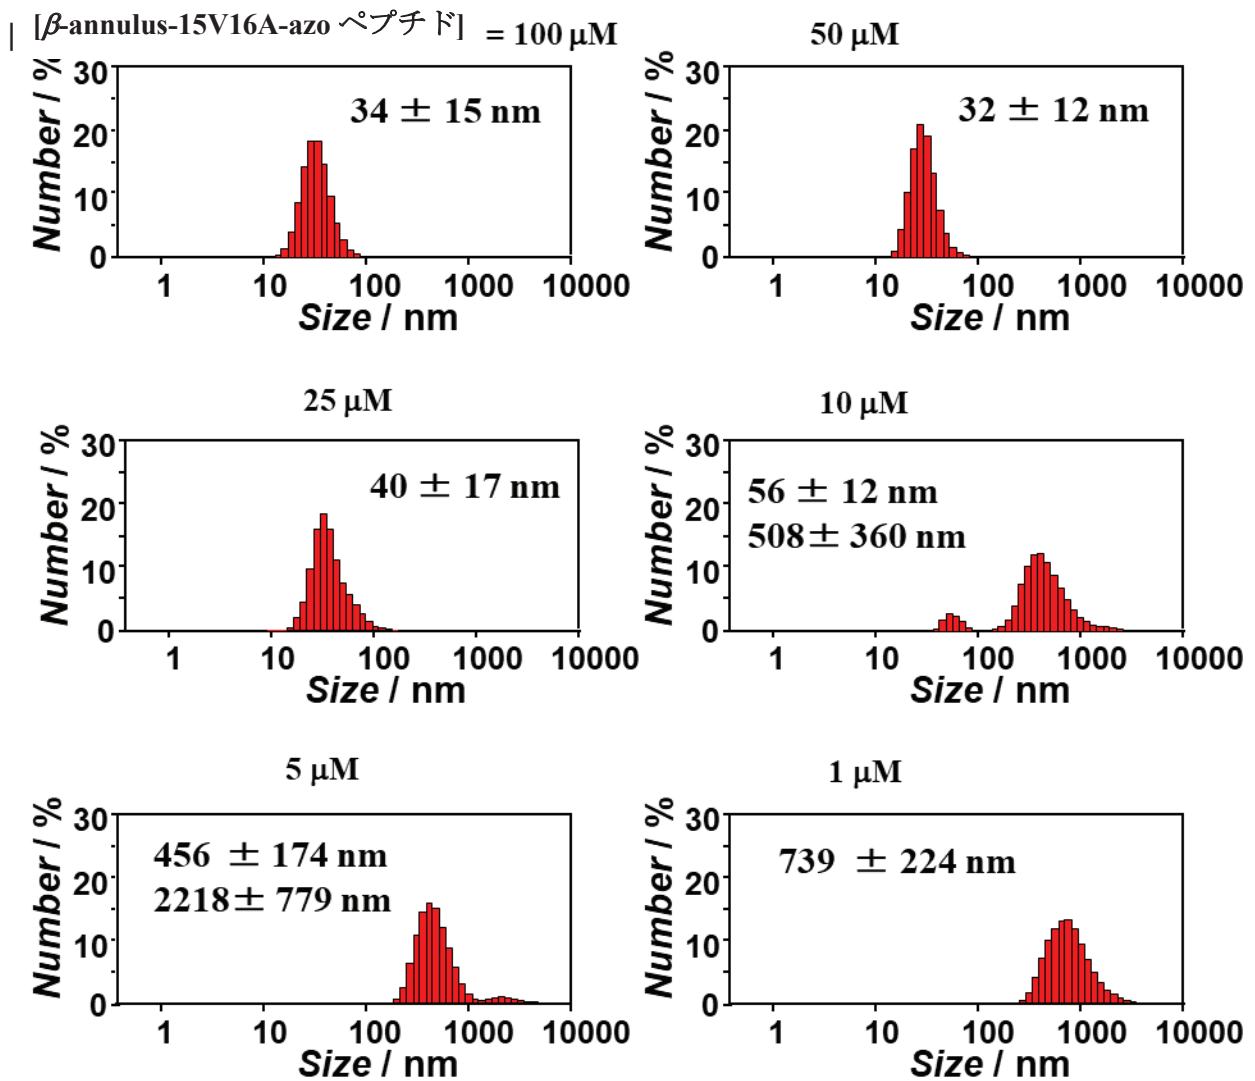 [β-annulus-15V16A-azo ペプチド] = 100 μM
34 ± 15 nm
Number / %
30
20
10
0
1 10 100 1000 10000
Size / nm
50 μM
32 ± 12 nm
Number / %
30
20
10
0
1 10 100 1000 10000
Size / nm
25 μM
40 ± 17 nm
Number / %
30
20
10
0
1 10 100 1000 10000
Size / nm
10 μM
56 ± 12 nm
508± 360 nm
Number / %
30
20
10
0
1 10 100 1000 10000
Size / nm
5 μM
456 ± 174 nm
2218± 779 nm
Number / %
30
20
10
0
1 10 100 1000 10000
Size / nm
1 μM
739 ± 224 nm
Number / %
30
20
10
0
1 10 100 1000 10000
Size / nm